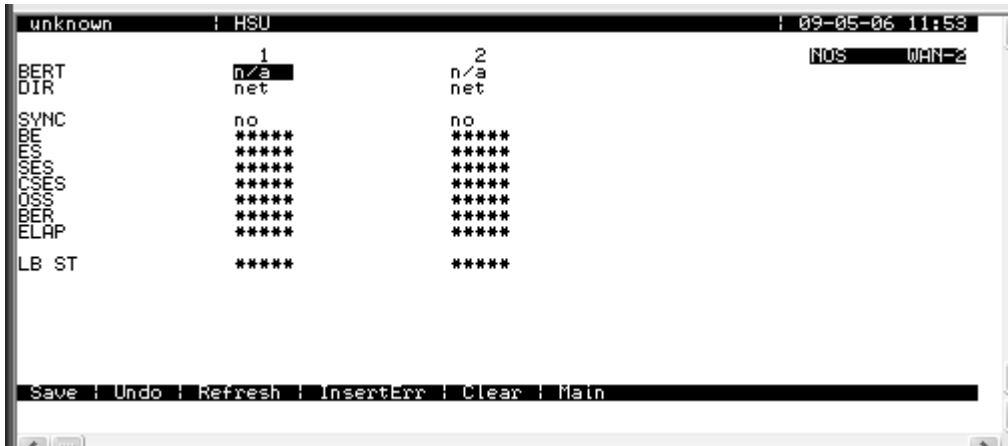 unknown ¦ HSU ¦ 09-05-06 11:53
NOS WAN-2
1 2
BERT n/a n/a
DIR net net
SYNC no no
BE ***** *****
ES ***** *****
SES ***** *****
CSES ***** *****
OSS ***** *****
BER ***** *****
ELAP ***** *****
LB ST ***** *****
Save ¦ Undo ¦ Refresh ¦ InsertErr ¦ Clear ¦ Main